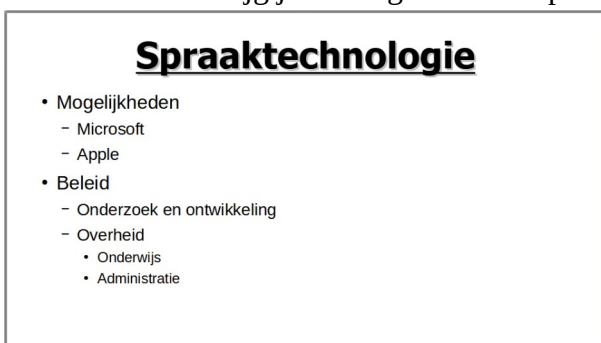 Spraaktechnologie
• Mogelijkheden
– Microsoft
– Apple
• Beleid
– Onderzoek en ontwikkeling
– Overheid
• Onderwijs
• Administratie